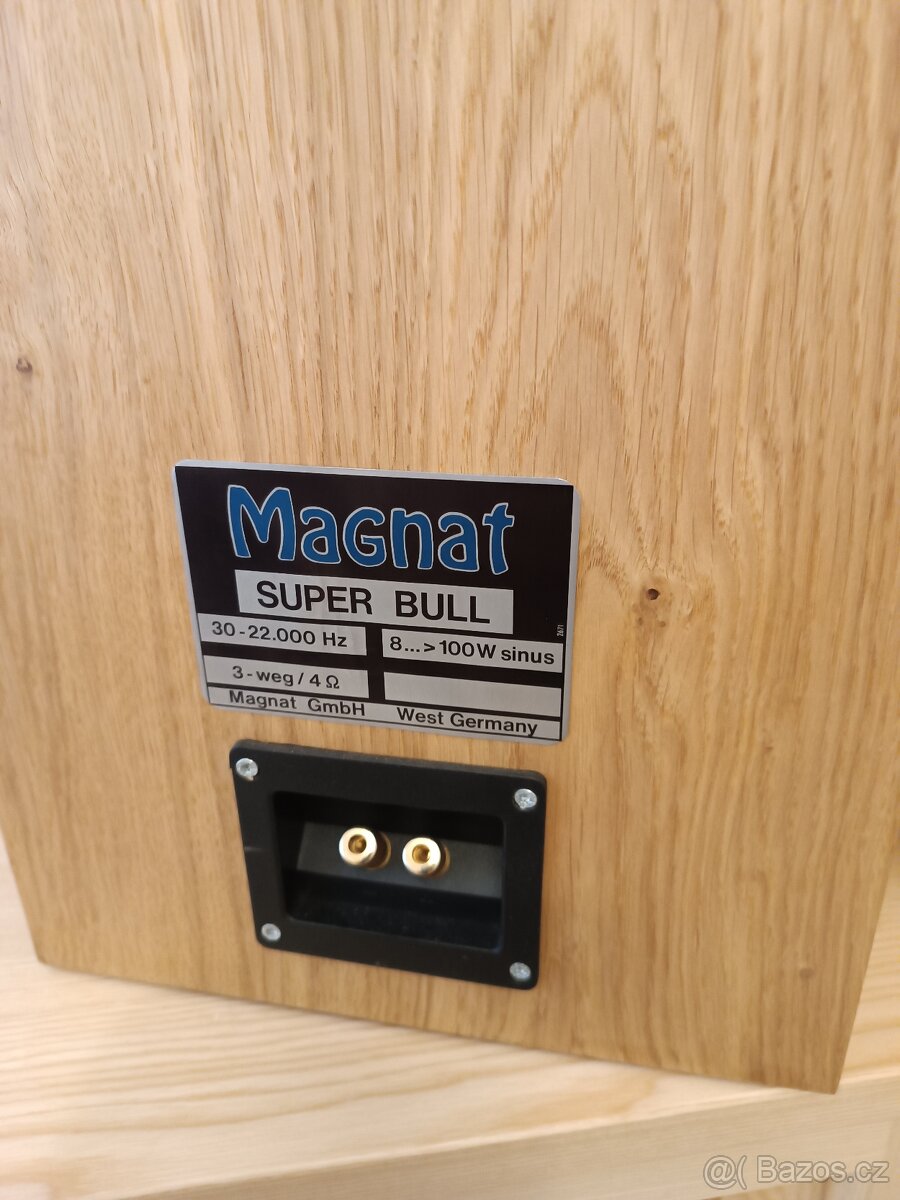 Magnat
SUPER BULL
30-22.000 Hz
8...>100W sinus
3-weg/4 Ω
Magnat GmbH
West Germany
@( Bazos.cz